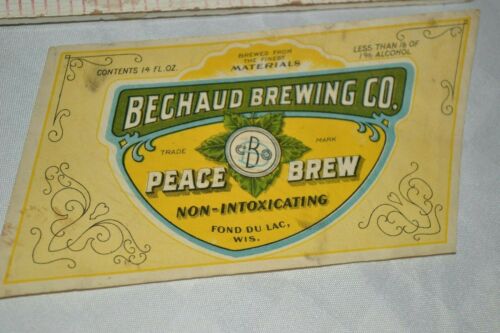 BREWED FROM
THE FINEST
MATERIALS
CONTENTS 14 FL. OZ.
LESS THAN ½ OF
1% ALCOHOL
BECHAUD BREWING CO.
TRADE MARK
B CO
PEACE BREW
NON-INTOXICATING
FOND DU LAC,
WIS.